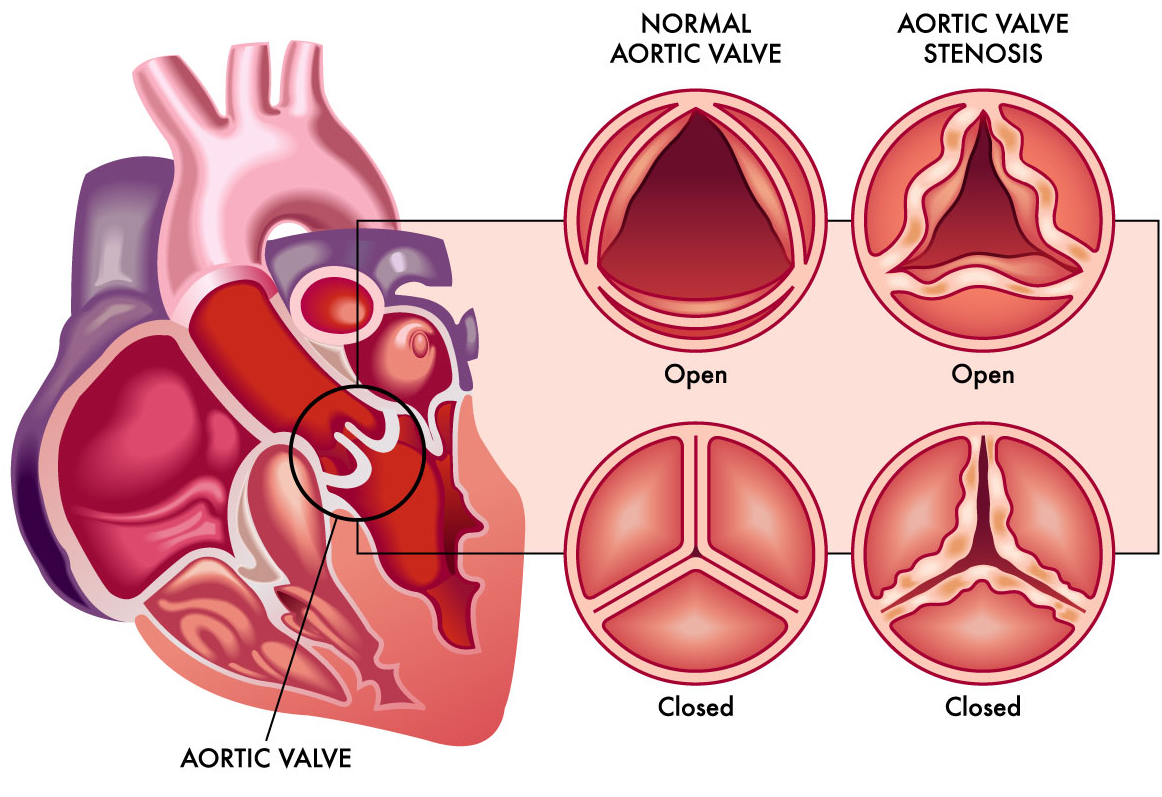 NORMAL
AORTIC VALVE
AORTIC VALVE
STENOSIS
Open
Open
Closed
Closed
AORTIC VALVE